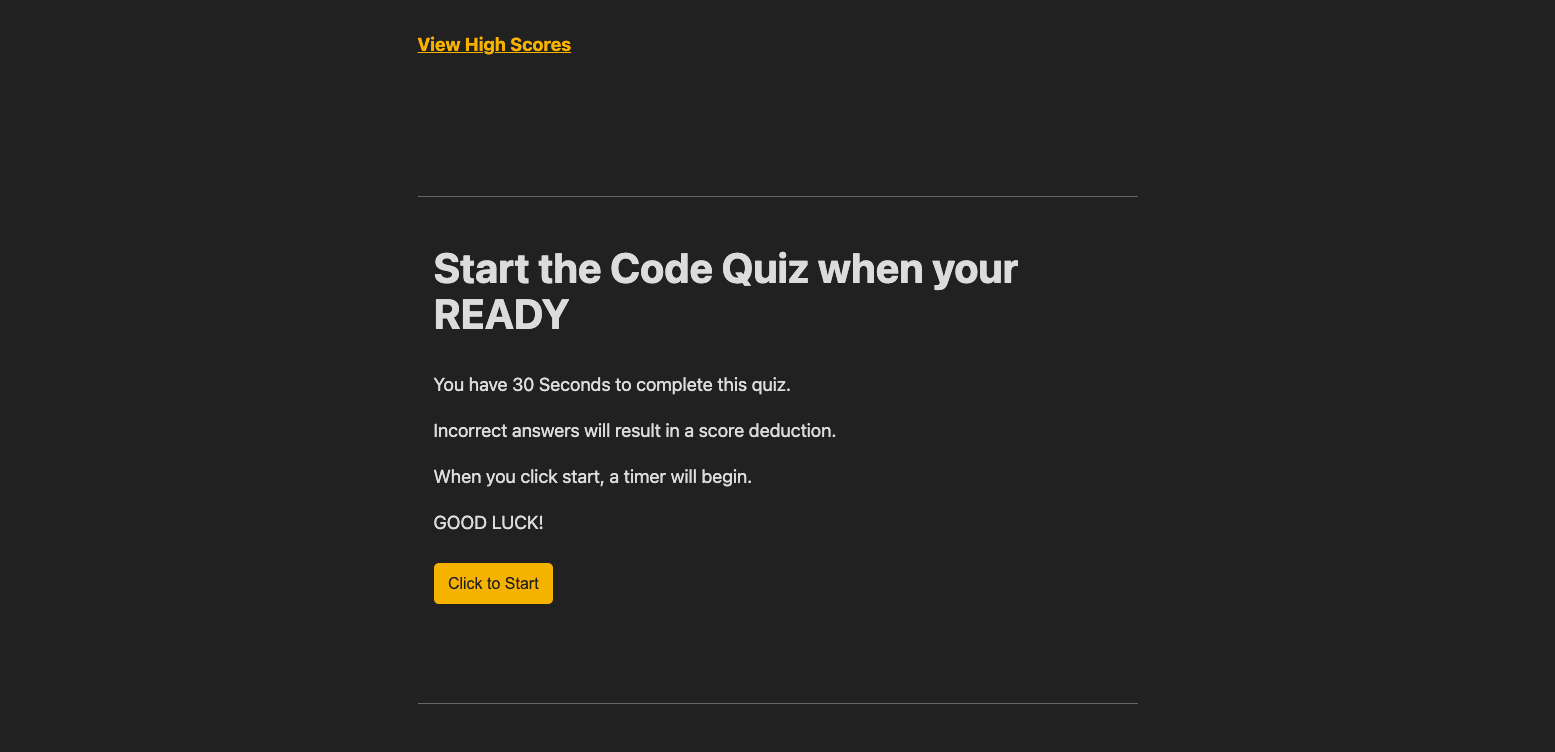 View High Scores
Start the Code Quiz when your
READY
You have 30 Seconds to complete this quiz.
Incorrect answers will result in a score deduction.
When you click start, a timer will begin.
GOOD LUCK!
Click to Start